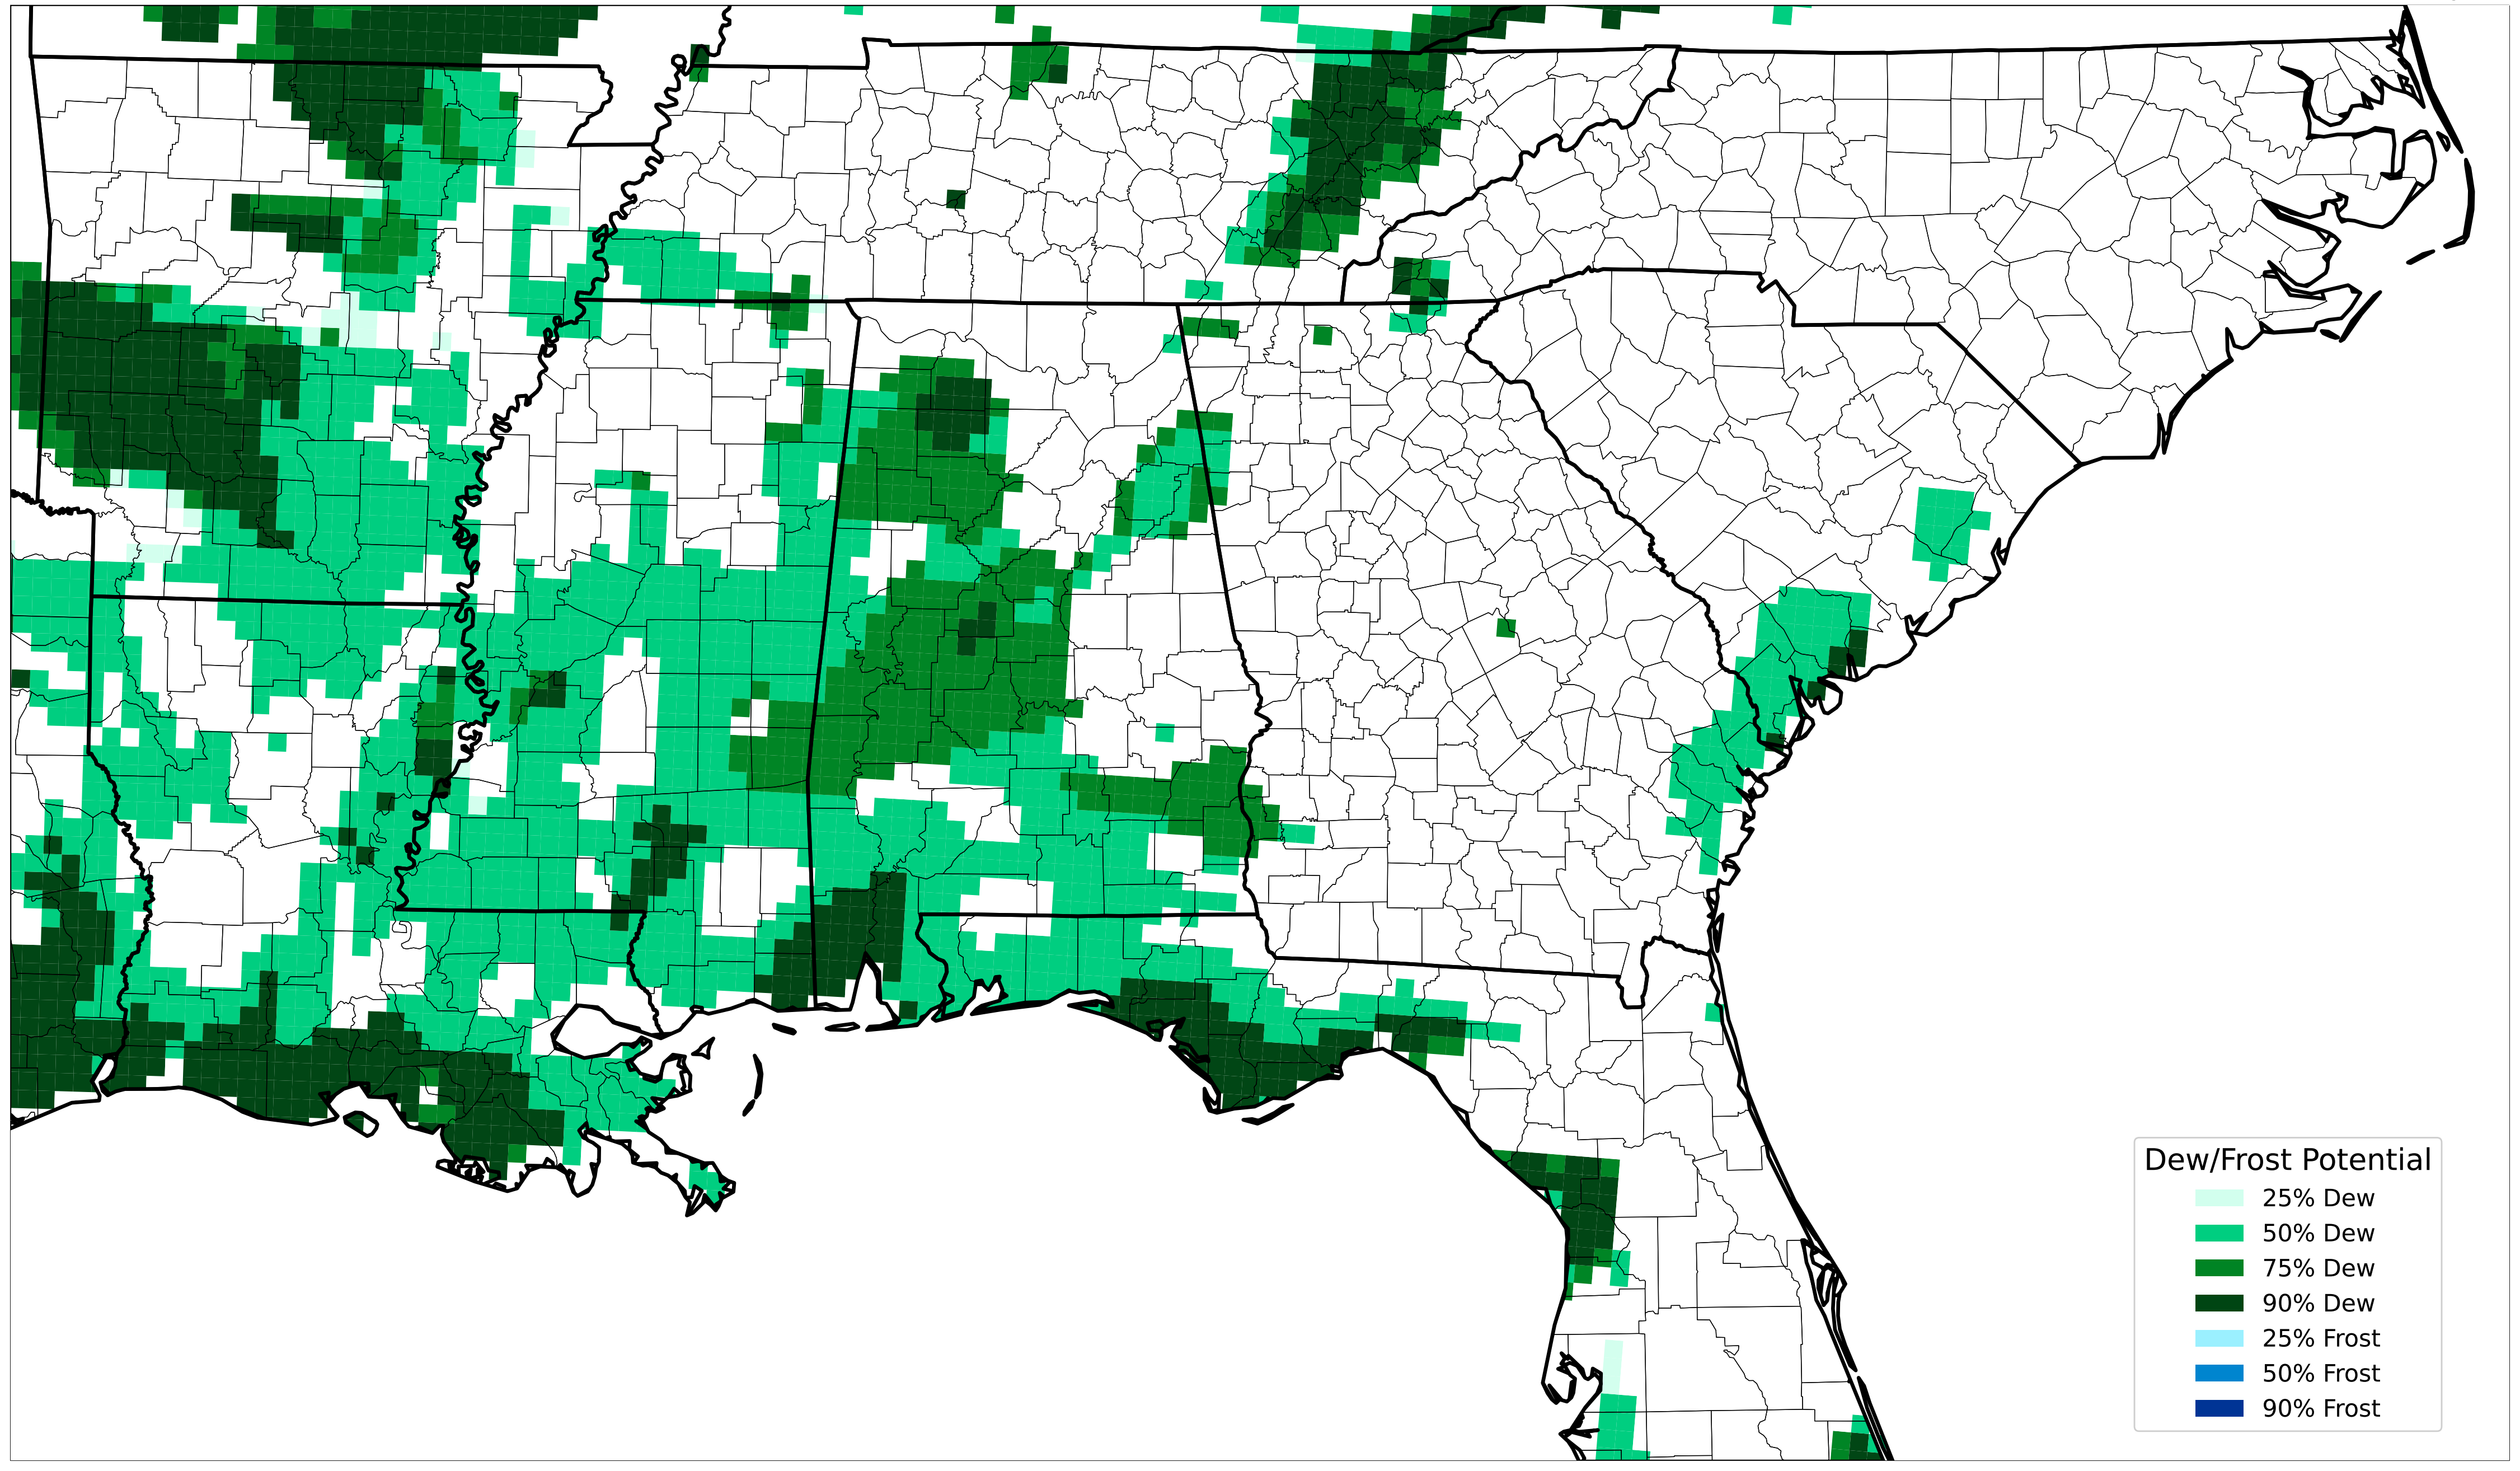 Dew/Frost Potential
25% Dew
50% Dew
75% Dew
90% Dew
25% Frost
50% Frost
90% Frost